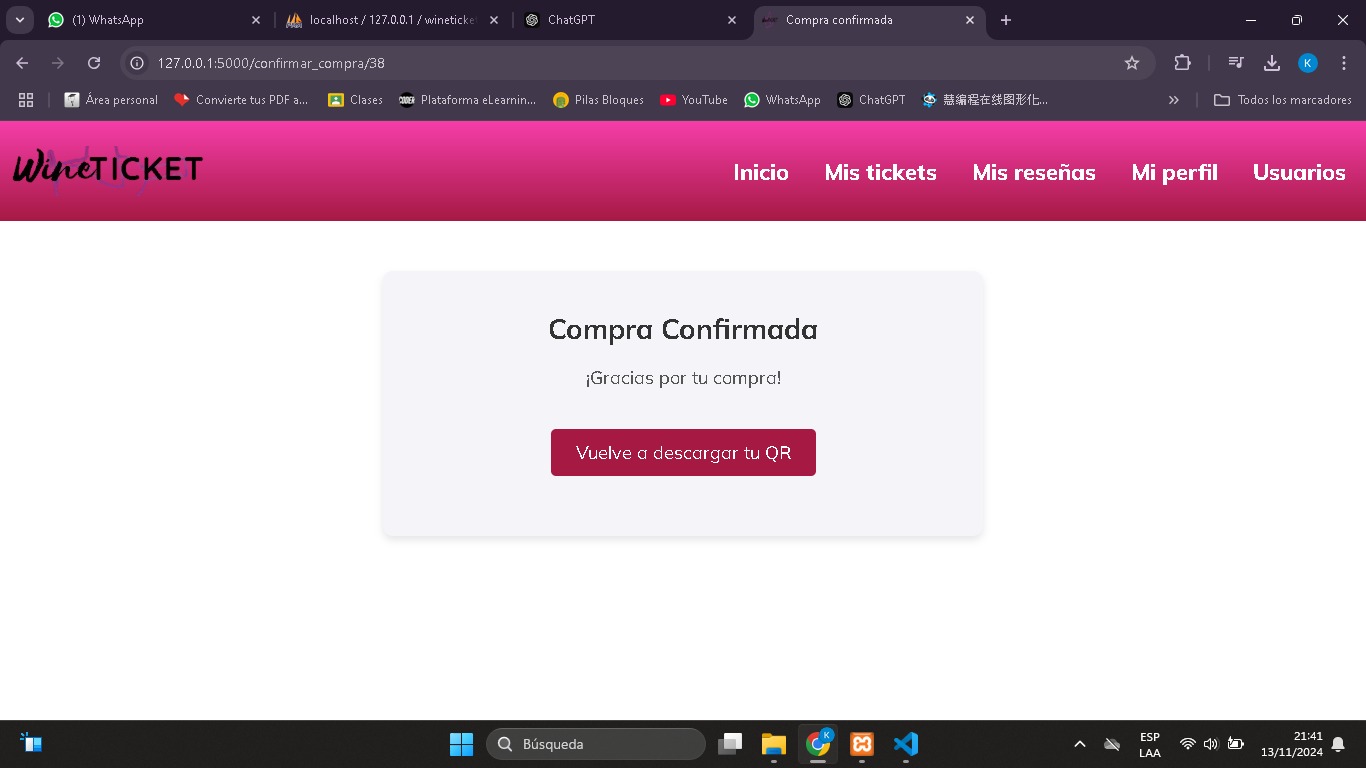 (1) WhatsApp
localhost / 127.0.0.1 / wineticke
ChatGPT
Compra confirmada
127.0.0.1:5000/confirmar_compra/38
K
Área personal
Convierte tus PDF a...
Clases
Plataforma eLearnin...
Pilas Bloques
YouTube
WhatsApp
ChatGPT
慧编程在线图形化...
Todos los marcadores
WineTICKET
Inicio
Mis tickets
Mis reseñas
Mi perfil
Usuarios
Compra Confirmada
¡Gracias por tu compra!
Vuelve a descargar tu QR
Búsqueda
K
ESP
LAA
21:41
13/11/2024